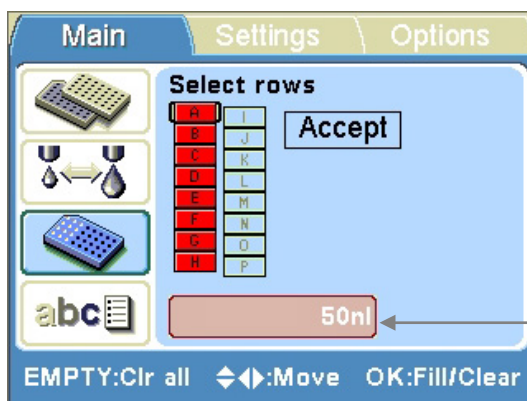 Main Settings Options
Select rows
A I
B J
C K
D L
E M
F N
G O
H P
Accept
abc
50nl
EMPTY:Clr all :Move OK:Fill/Clear